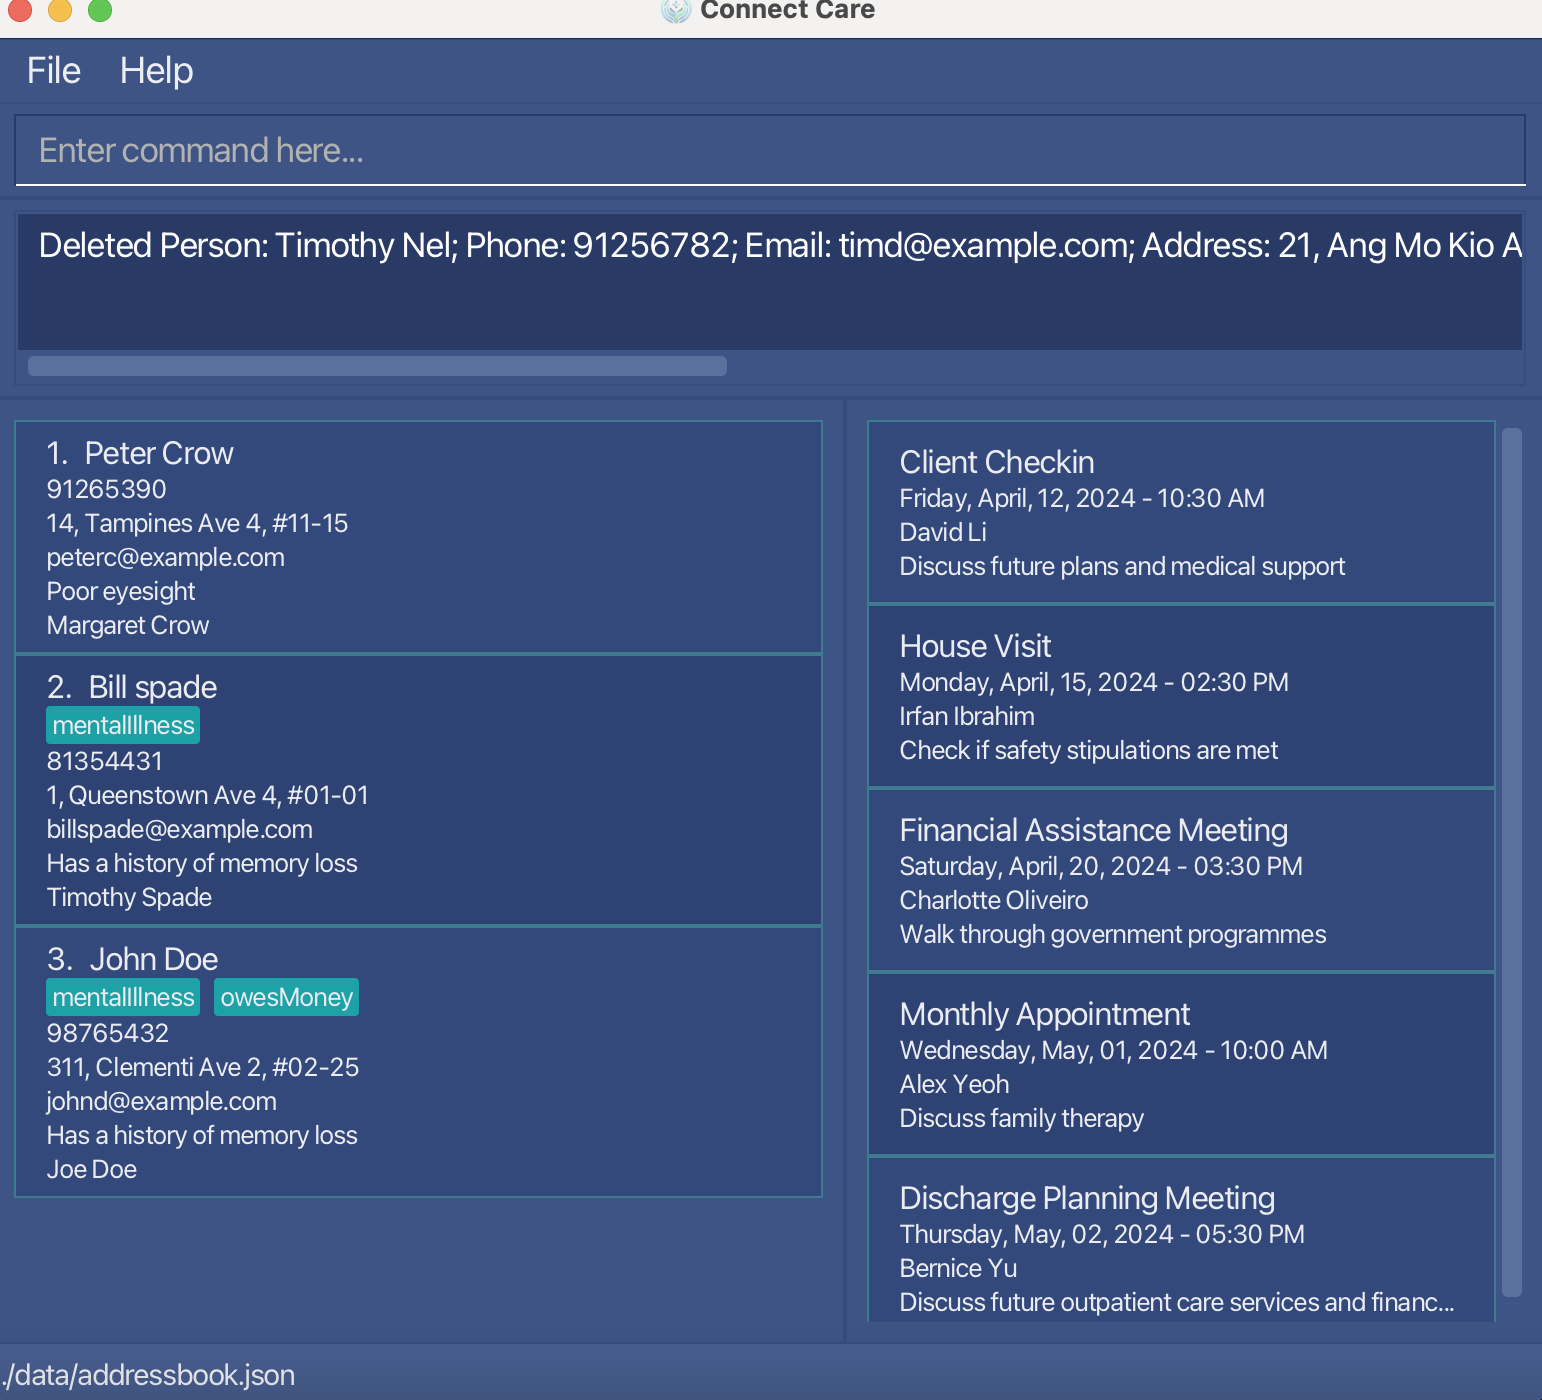 Connect Care
File Help
Enter command here...
Deleted Person: Timothy Nel; Phone: 91256782; Email: timd@example.com; Address: 21, Ang Mo Kio A
1. Peter Crow
91265390
14, Tampines Ave 4, #11-15
peterc@example.com
Poor eyesight
Margaret Crow
2. Bill spade
mentalIllness
81354431
1, Queenstown Ave 4, #01-01
billspade@example.com
Has a history of memory loss
Timothy Spade
3. John Doe
mentalIllness owesMoney
98765432
311, Clementi Ave 2, #02-25
johnd@example.com
Has a history of memory loss
Joe Doe
Client Checkin
Friday, April, 12, 2024 - 10:30 AM
David Li
Discuss future plans and medical support
House Visit
Monday, April, 15, 2024 - 02:30 PM
Irfan Ibrahim
Check if safety stipulations are met
Financial Assistance Meeting
Saturday, April, 20, 2024 - 03:30 PM
Charlotte Oliveiro
Walk through government programmes
Monthly Appointment
Wednesday, May, 01, 2024 - 10:00 AM
Alex Yeoh
Discuss family therapy
Discharge Planning Meeting
Thursday, May, 02, 2024 - 05:30 PM
Bernice Yu
Discuss future outpatient care services and financ...
./data/addressbook.json